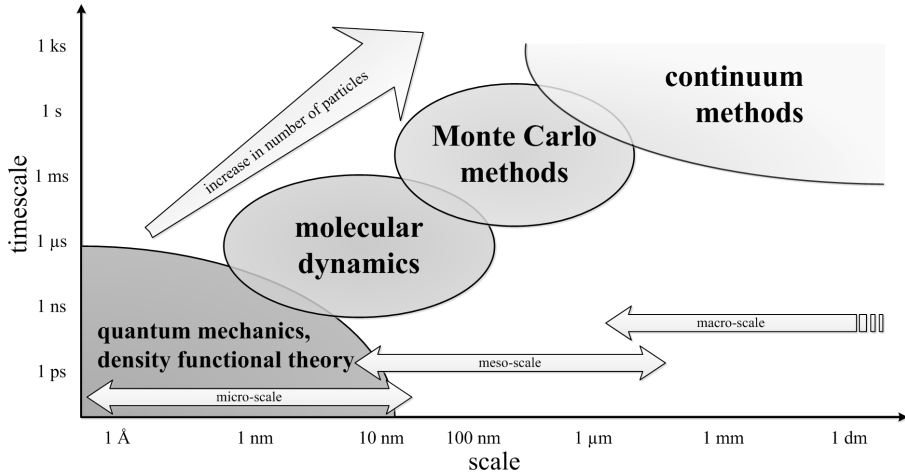 1 ks
1 s
1 ms
1 µs
1 ns
1 ps
timescale
increase in number of particles
continuum
methods
Monte Carlo
methods
molecular
dynamics
quantum mechanics,
density functional theory
macro-scale
meso-scale
micro-scale
1 Å
1 nm
10 nm
100 nm
1 µm
1 mm
1 dm
scale